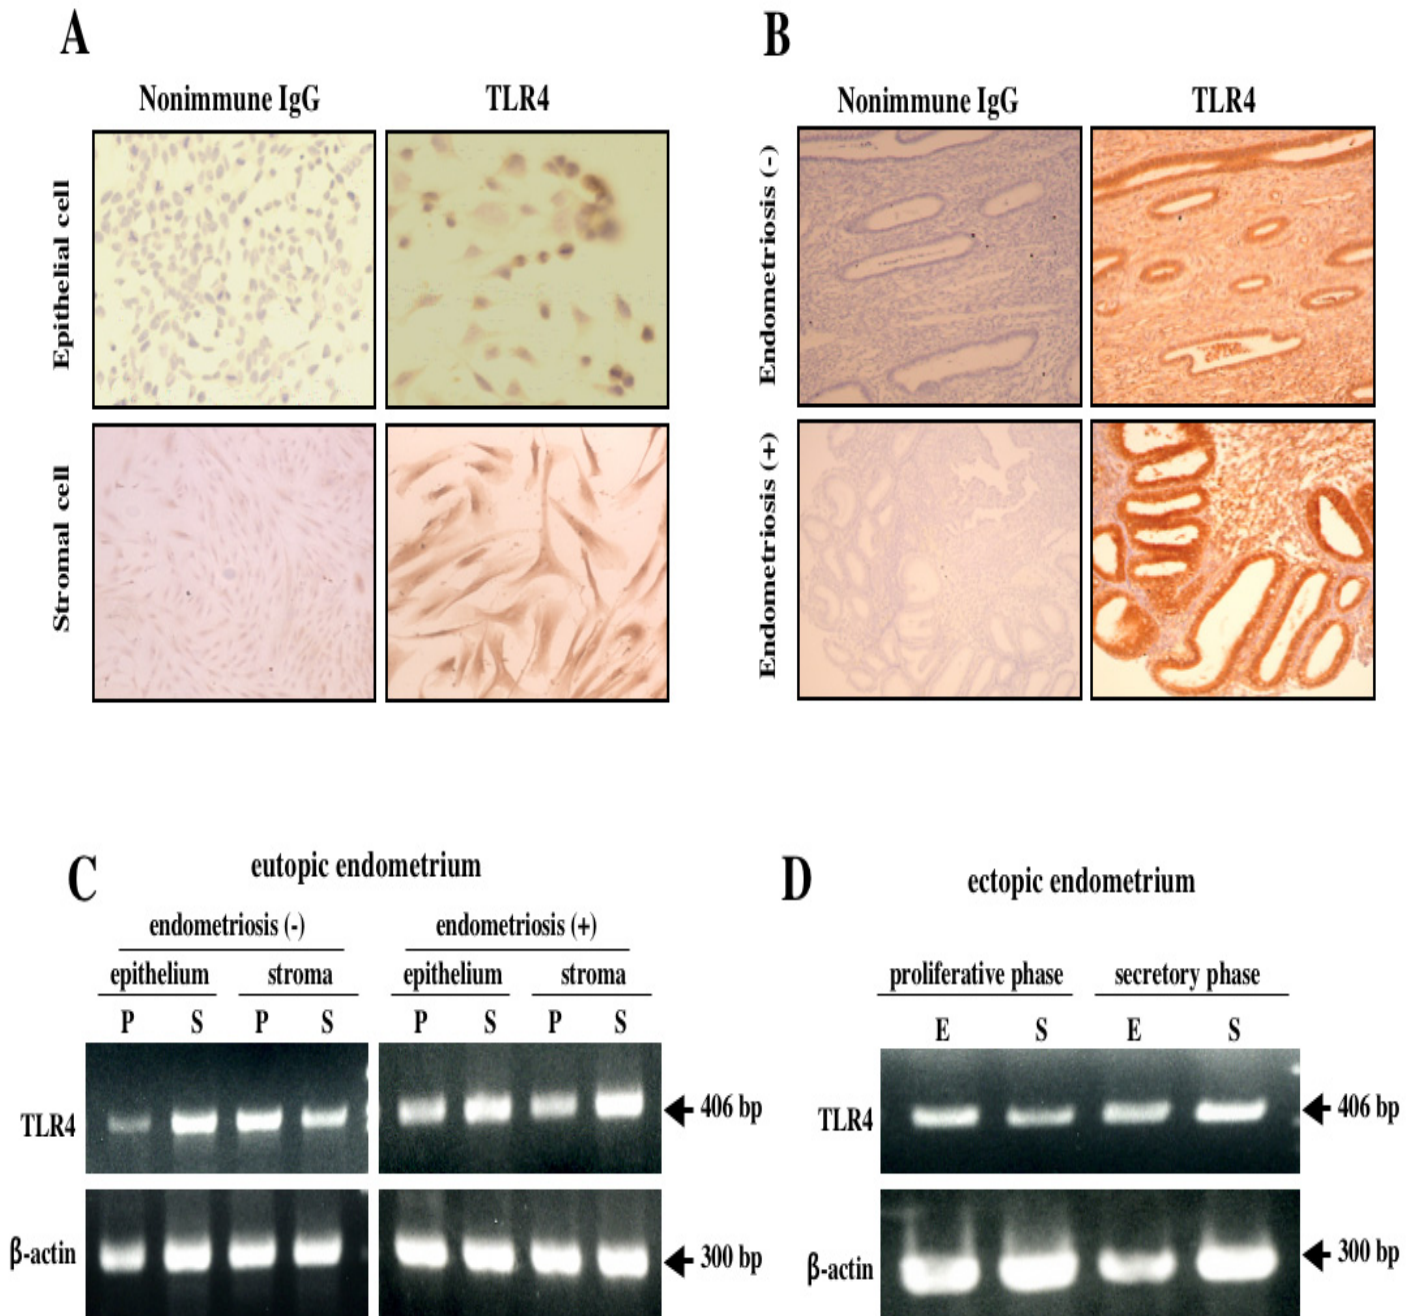 A
Nonimmune IgG TLR4
Epithelial cell
Stromal cell
B
Nonimmune IgG TLR4
Endometriosis (-)
Endometriosis (+)
C
eutopic endometrium
endometriosis (-) endometriosis (+)
epithelium stroma epithelium stroma
P S P S P S P S
TLR4 406 bp
β-actin 300 bp
D
ectopic endometrium
proliferative phase secretory phase
E S E S
TLR4 406 bp
β-actin 300 bp